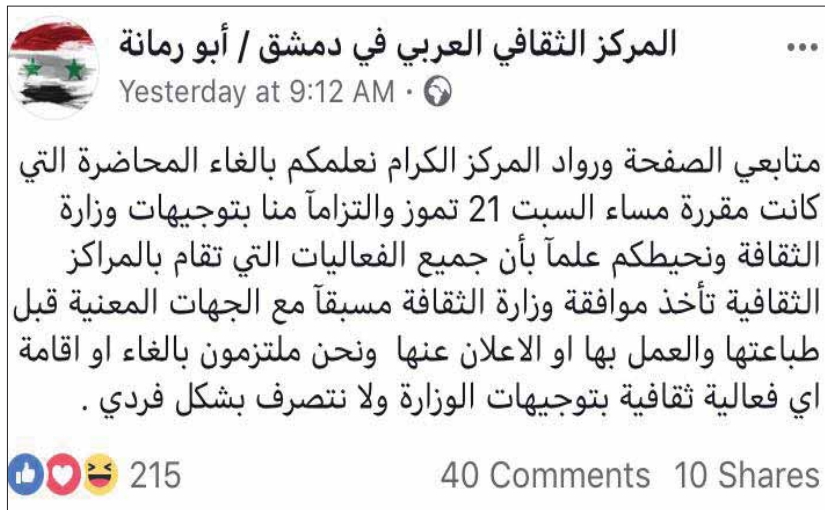 المركز الثقافي العربي في دمشق / أبو رمانة
Yesterday at 9:12 AM ·
متابعي الصفحة ورواد المركز الكرام نعلمكم بالغاء المحاضرة التي
كانت مقررة مساء السبت 21 تموز والتزامآ منا بتوجيهات وزارة
الثقافة ونحيطكم علمآ بأن جميع الفعاليات التي تقام بالمراكز
الثقافية تأخذ موافقة وزارة الثقافة مسبقآ مع الجهات المعنية قبل
طباعتها والعمل بها او الاعلان عنها ونحن ملتزمون بالغاء او اقامة
اي فعالية ثقافية بتوجيهات الوزارة ولا نتصرف بشكل فردي .
215 40 Comments 10 Shares